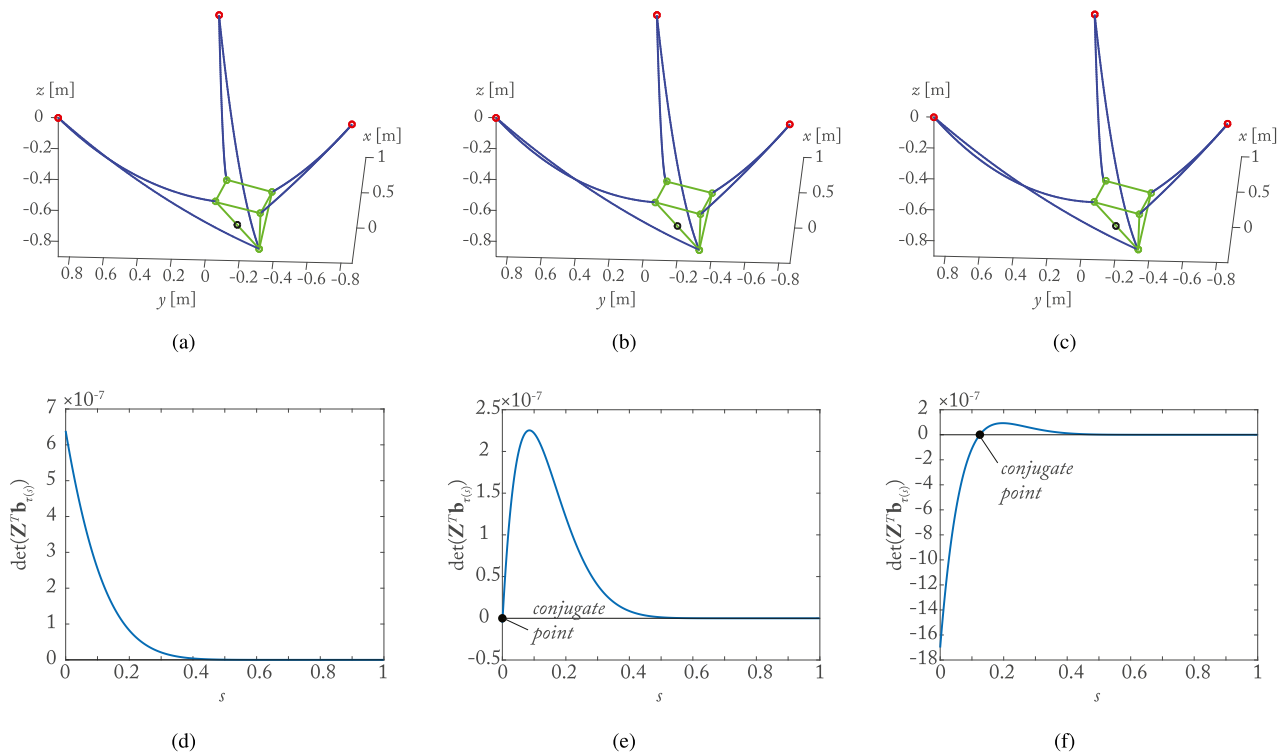 z [m]
0
-0.2
-0.4
-0.6
-0.8
0.8 0.6 0.4 0.2 0 -0.2 -0.4 -0.6 -0.8
y [m]
x [m]
1
0.5
0
(a)
z [m]
0
-0.2
-0.4
-0.6
-0.8
0.8 0.6 0.4 0.2 0 -0.2 -0.4 -0.6 -0.8
y [m]
x [m]
1
0.5
0
(b)
z [m]
0
-0.2
-0.4
-0.6
-0.8
0.8 0.6 0.4 0.2 0 -0.2 -0.4 -0.6 -0.8
y [m]
x [m]
1
0.5
0
(c)
7 ×10⁻⁷
6
5
4
3
2
1
0
det(Zᵀb_τ(s))
0 0.2 0.4 0.6 0.8 1
s
(d)
2.5 ×10⁻⁷
2
1.5
1
0.5
0
-0.5
det(Zᵀb_τ(s))
conjugate
point
0 0.2 0.4 0.6 0.8 1
s
(e)
2 ×10⁻⁷
0
-2
-4
-6
-8
-10
-12
-14
-16
-18
det(Zᵀb_τ(s))
conjugate
point
0 0.2 0.4 0.6 0.8 1
s
(f)